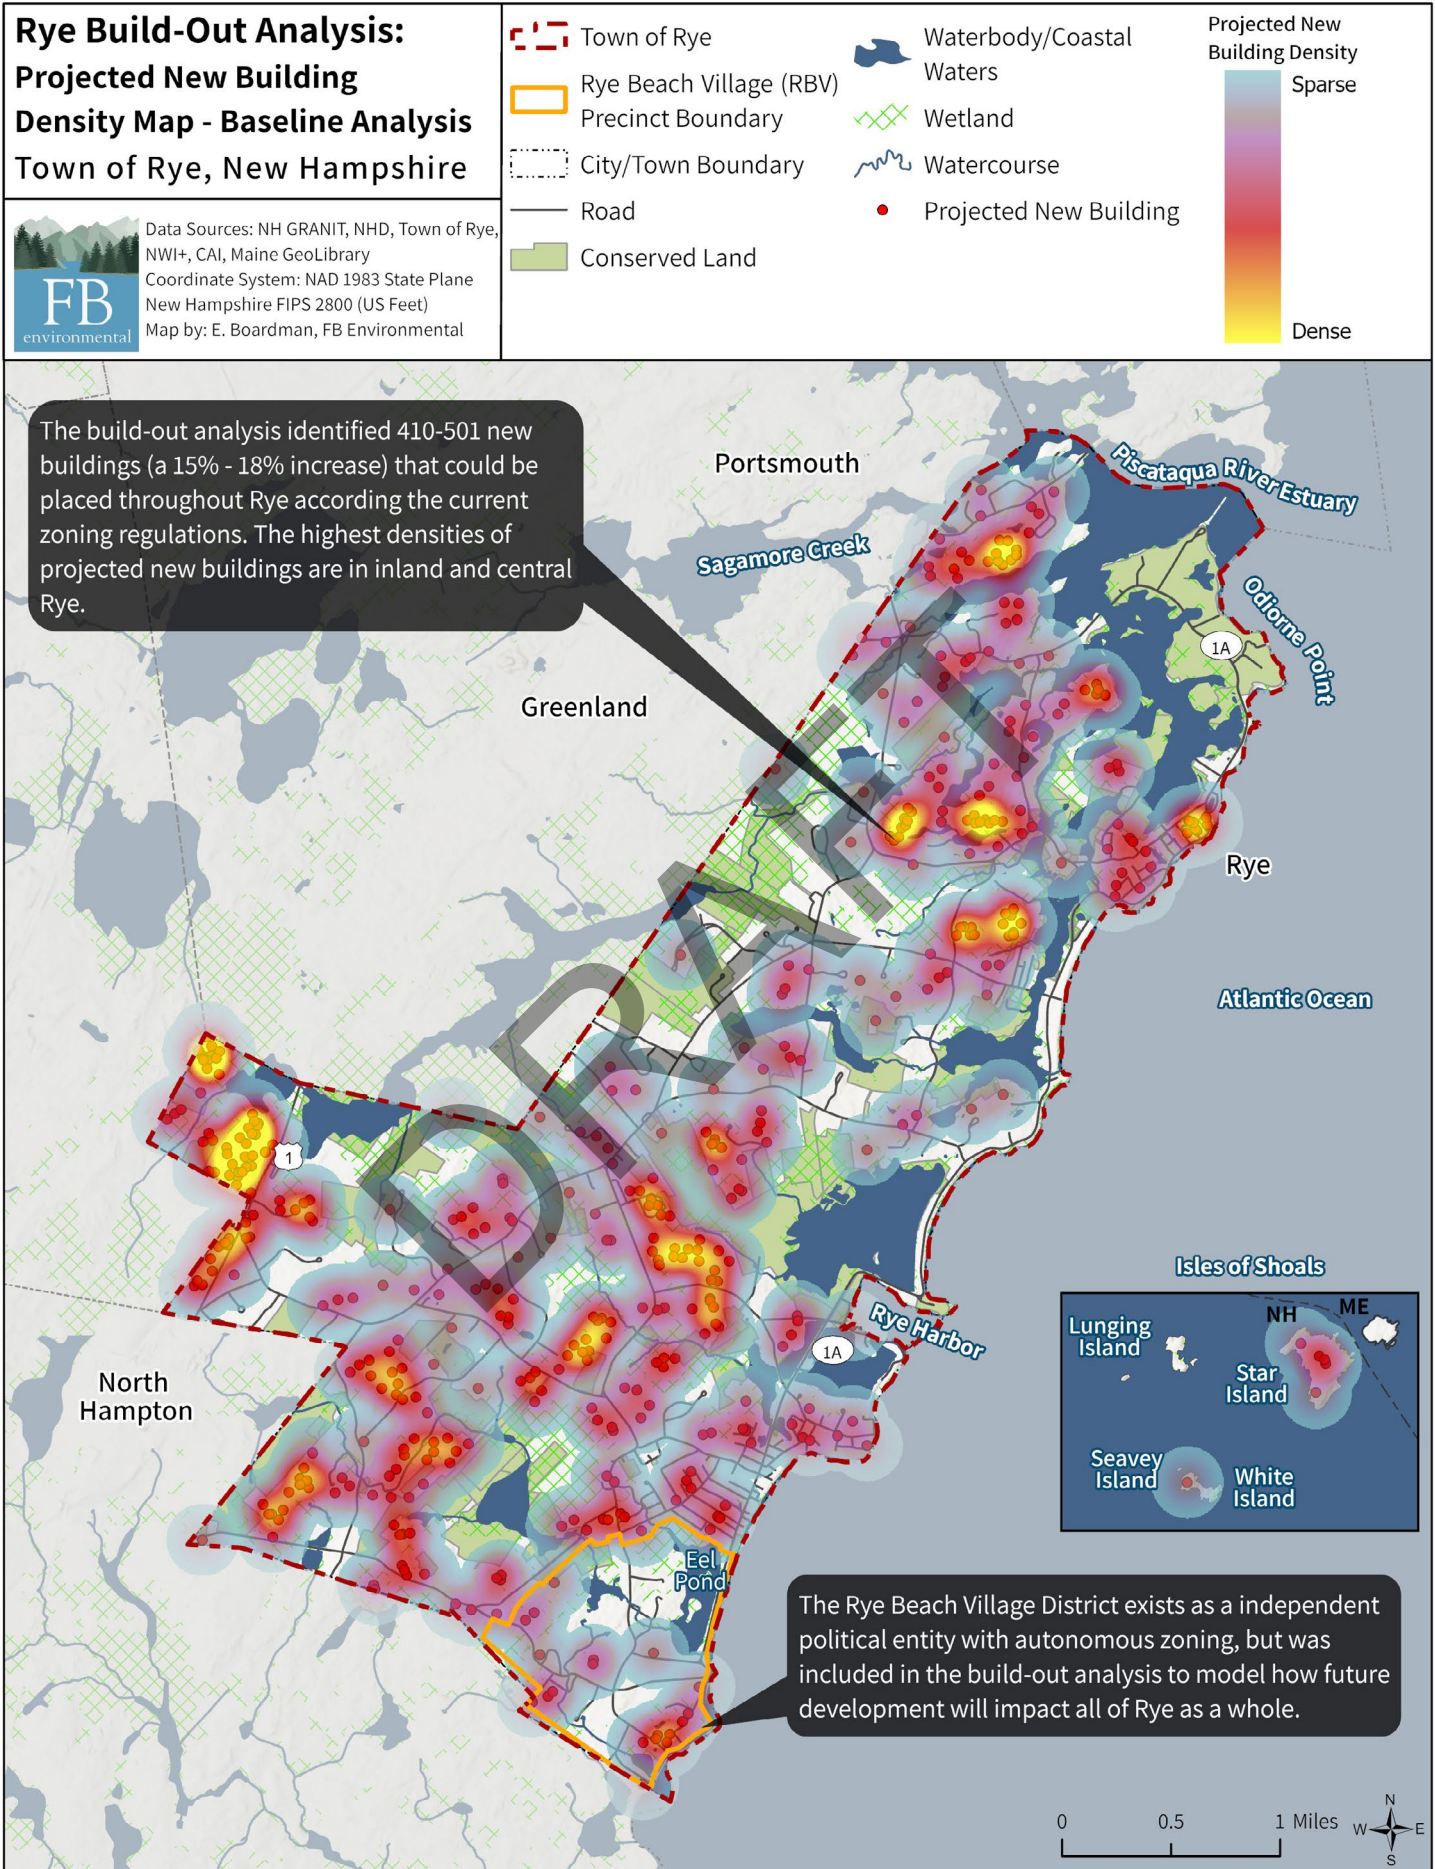 Rye Build-Out Analysis:
Projected New Building
Density Map - Baseline Analysis
Town of Rye, New Hampshire
FB
environmental
Data Sources: NH GRANIT, NHD, Town of Rye,
NWI+, CAI, Maine GeoLibrary
Coordinate System: NAD 1983 State Plane
New Hampshire FIPS 2800 (US Feet)
Map by: E. Boardman, FB Environmental
Town of Rye
Rye Beach Village (RBV)
Precinct Boundary
City/Town Boundary
Road
Conserved Land
Waterbody/Coastal
Waters
Wetland
Watercourse
Projected New Building
Projected New
Building Density
Sparse
Dense
The build-out analysis identified 410-501 new
buildings (a 15% - 18% increase) that could be
placed throughout Rye according the current
zoning regulations. The highest densities of
projected new buildings are in inland and central
Rye.
Portsmouth
Piscataqua River Estuary
Sagamore Creek
Odiorne Point
1A
Greenland
Rye
Atlantic Ocean
DRAFT
1
Isles of Shoals
NH
ME
Lunging
Island
Star
Island
Seavey
Island
White
Island
Rye Harbor
1A
North
Hampton
Eel
Pond
The Rye Beach Village District exists as a independent
political entity with autonomous zoning, but was
included in the build-out analysis to model how future
development will impact all of Rye as a whole.
0 0.5 1 Miles
N
W E
S